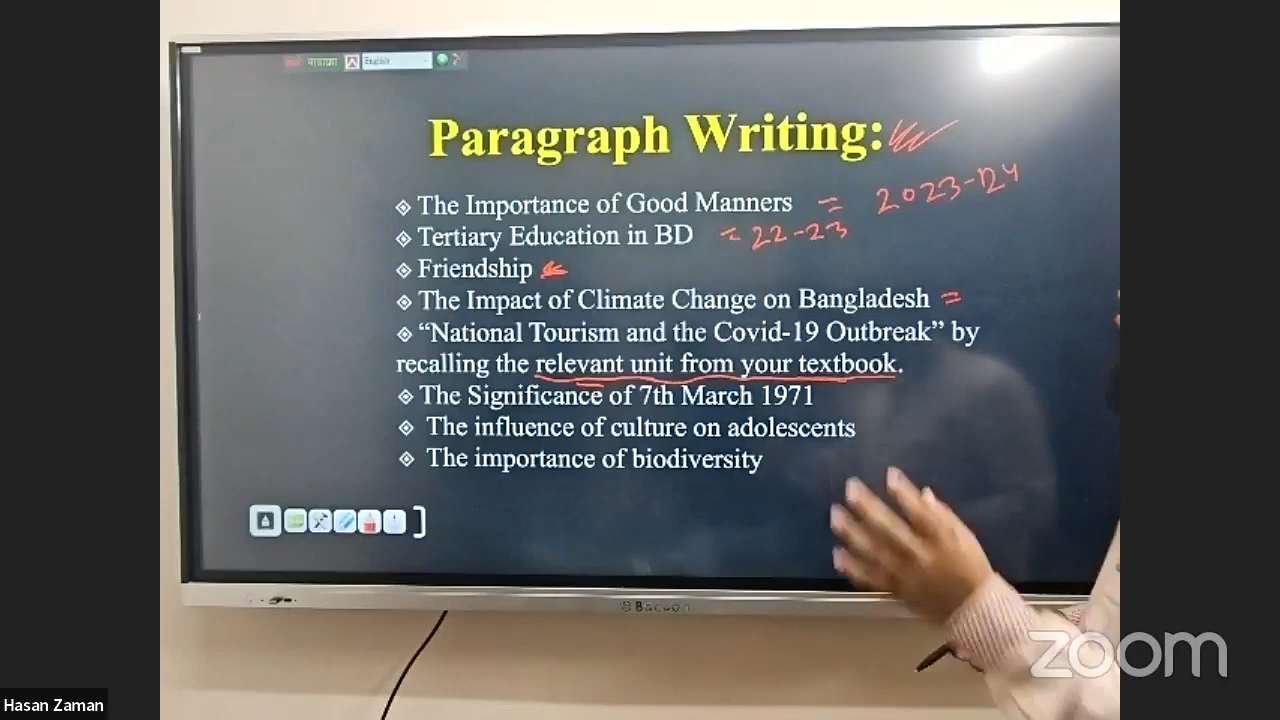 English
Paragraph Writing:
The Importance of Good Manners = 2023-24
Tertiary Education in BD = 22-23
Friendship
The Impact of Climate Change on Bangladesh =
“National Tourism and the Covid-19 Outbreak” by
recalling the relevant unit from your textbook.
The Significance of 7th March 1971
The influence of culture on adolescents
The importance of biodiversity
zoom
Hasan Zaman